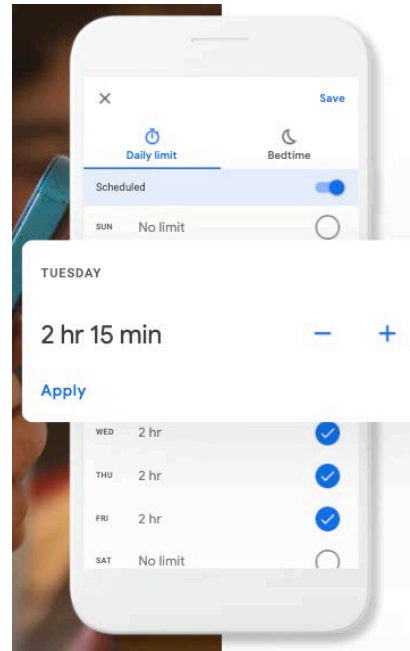 Save
Daily limit Bedtime
Scheduled
SUN No limit
TUESDAY
2 hr 15 min
Apply
WED 2 hr
THU 2 hr
FRI 2 hr
SAT No limit